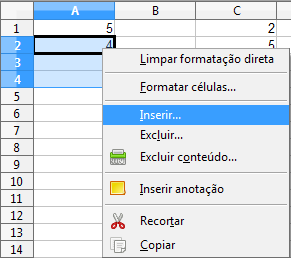 A B C
1 5 2
2 4 5
3
4
5
6
7
8
9
10
11
12
13
14
Limpar formatação direta
Formatar células...
Inserir...
Excluir...
Excluir conteúdo...
Inserir anotação
Recortar
Copiar